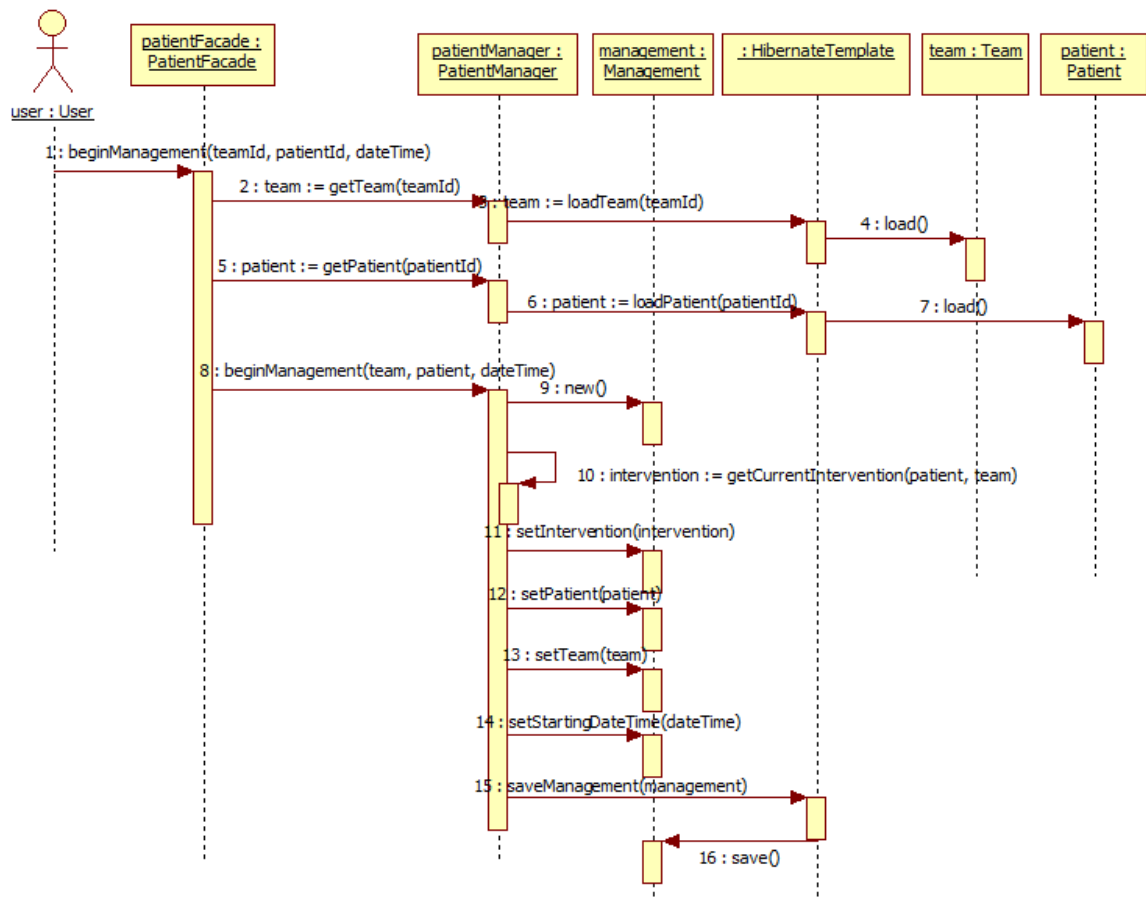 patientFacade :
PatientFacade
patientManager :
PatientManager
management :
Management
: HibernateTemplate
team : Team
patient :
Patient
user : User
1 : beginManagement(teamId, patientId, dateTime)
2 : team := getTeam(teamId)
3 : team := loadTeam(teamId)
4 : load()
5 : patient := getPatient(patientId)
6 : patient := loadPatient(patientId)
7 : load()
8 : beginManagement(team, patient, dateTime)
9 : new()
10 : intervention := getCurrentIntervention(patient, team)
11 : setIntervention(intervention)
12 : setPatient(patient)
13 : setTeam(team)
14 : setStartingDateTime(dateTime)
15 : saveManagement(management)
16 : save()